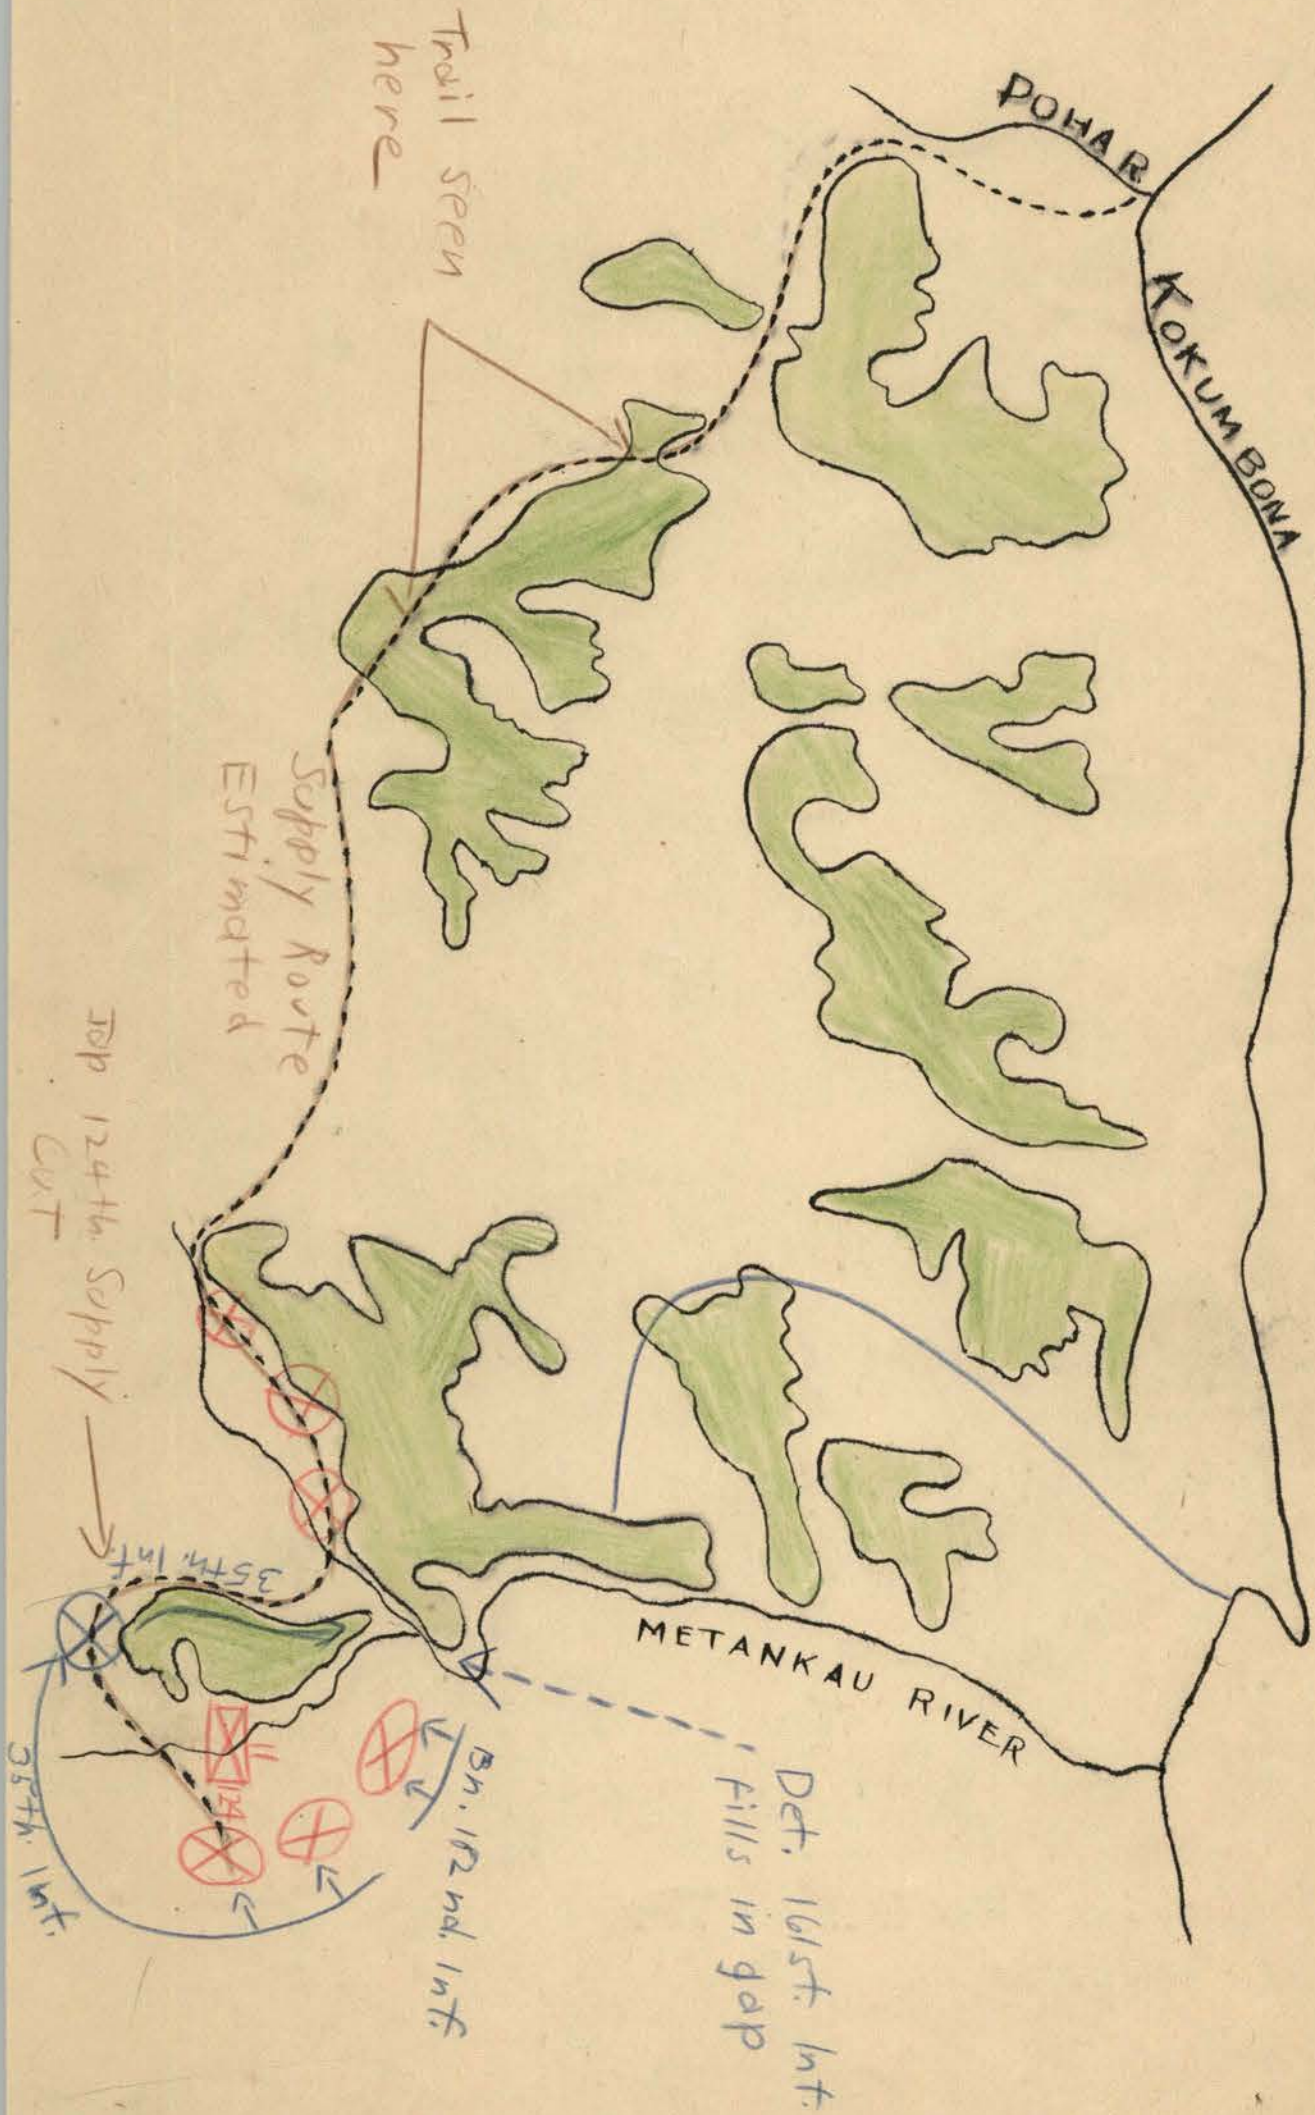 POHAR
KOKUMBONA
Trail seen
here
METANKAU RIVER
Det. 161st. Inf.
fills in gap
Supply Route
Estimated
Bn. 182nd. Inf.
35th. Inf.
124
Jap 124th. Supply
Cut
35th. Inf.